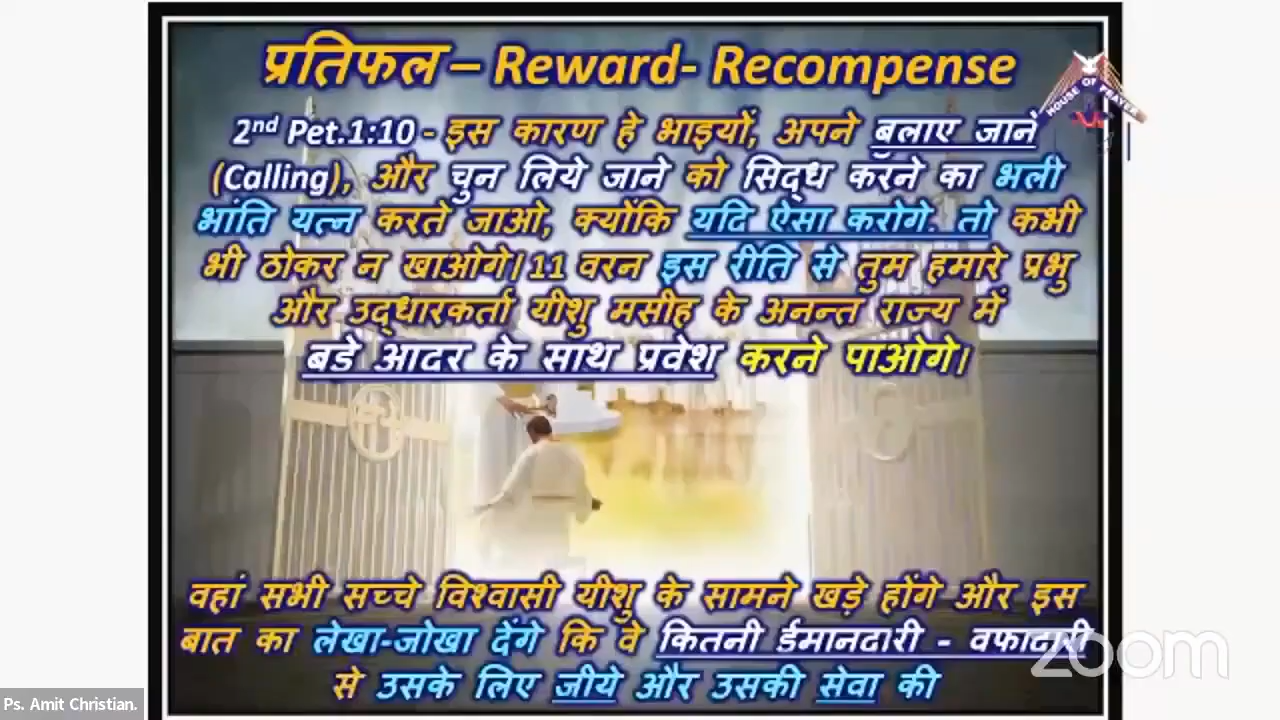 प्रतिफल – Reward- Recompense
HOUSE OF PRAYER
2nd Pet.1:10 - इस कारण हे भाइयों, अपने बुलाए जाने
(Calling), और चुन लिये जाने को सिद्ध करने का भली
भांति यत्न करते जाओ, क्योंकि यदि ऐसा करोगे. तो कभी
भी ठोकर न खाओगे। 11 वरन इस रीति से तुम हमारे प्रभु
और उद्धारकर्ता यीशु मसीह के अनन्त राज्य में
बडे आदर के साथ प्रवेश करने पाओगे।
वहां सभी सच्चे विश्वासी यीशु के सामने खड़े होंगे और इस
बात का लेखा-जोखा देंगे कि वे कितनी ईमानदारी - वफादारी
से उसके लिए जीये और उसकी सेवा की
zoom
Ps. Amit Christian.